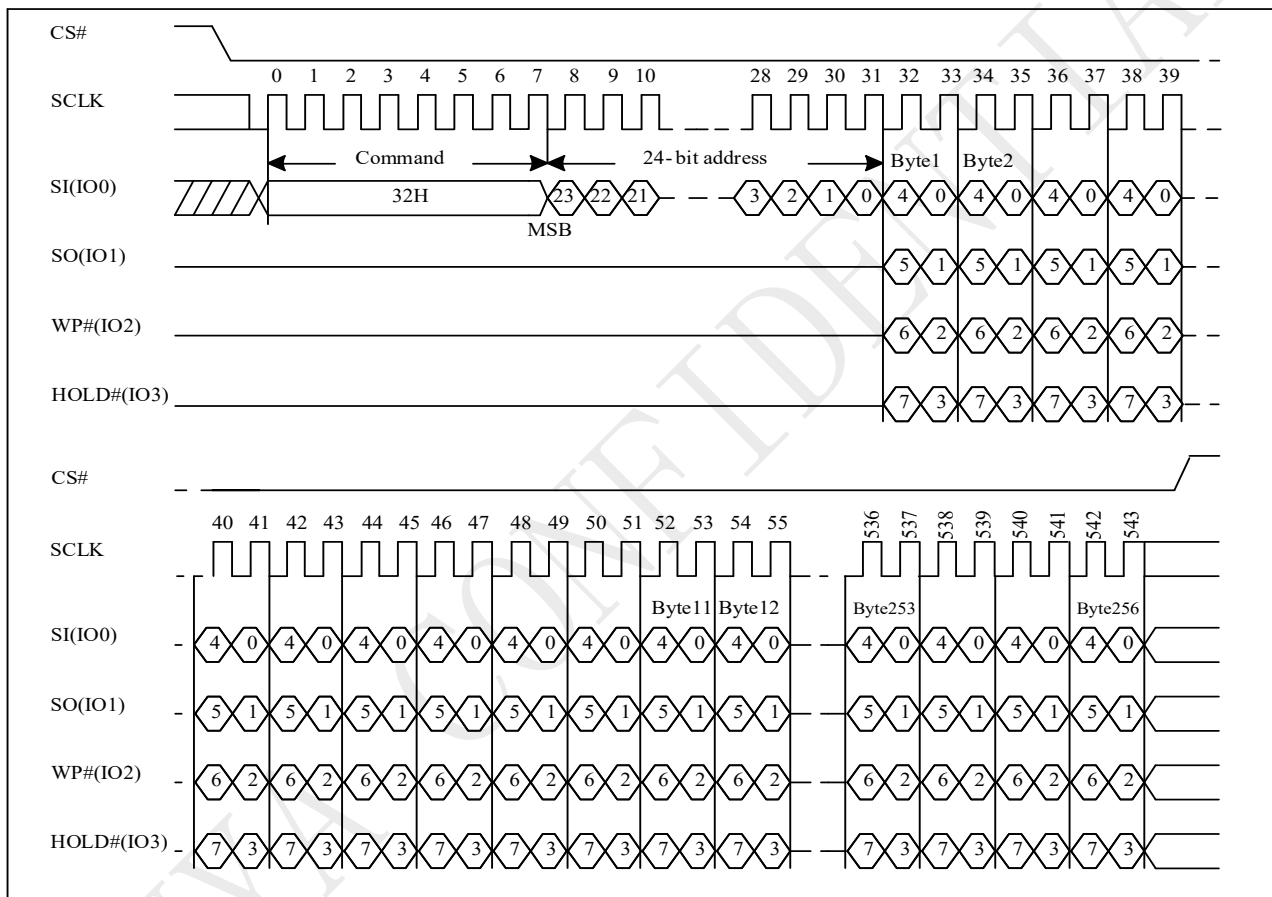 CS#
0 1 2 3 4 5 6 7 8 9 10 28 29 30 31 32 33 34 35 36 37 38 39
SCLK
Command 24-bit address Byte1 Byte2
SI(IO0) 32H 23 22 21 3 2 1 0 4 0 4 0 4 0 4 0
MSB
SO(IO1) 5 1 5 1 5 1 5 1
WP#(IO2) 6 2 6 2 6 2 6 2
HOLD#(IO3) 7 3 7 3 7 3 7 3
CS#
40 41 42 43 44 45 46 47 48 49 50 51 52 53 54 55 536 537 538 539 540 541 542 543
SCLK
Byte11 Byte12 Byte253 Byte256
SI(IO0) 4 0 4 0 4 0 4 0 4 0 4 0 4 0 4 0 4 0 4 0 4 0 4 0
SO(IO1) 5 1 5 1 5 1 5 1 5 1 5 1 5 1 5 1 5 1 5 1 5 1 5 1
WP#(IO2) 6 2 6 2 6 2 6 2 6 2 6 2 6 2 6 2 6 2 6 2 6 2 6 2
HOLD#(IO3) 7 3 7 3 7 3 7 3 7 3 7 3 7 3 7 3 7 3 7 3 7 3 7 3